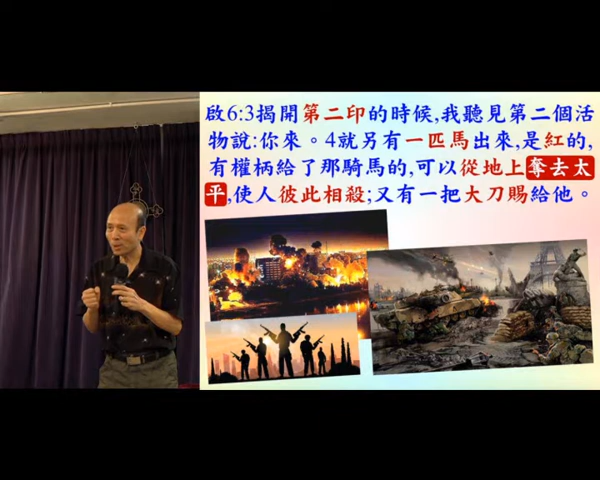 啟6:3揭開第二印的時候,我聽見第二個活
物說:你來。4就另有一匹馬出來,是紅的,
有權柄給了那騎馬的,可以從地上奪去太
平,使人彼此相殺;又有一把大刀賜給他。